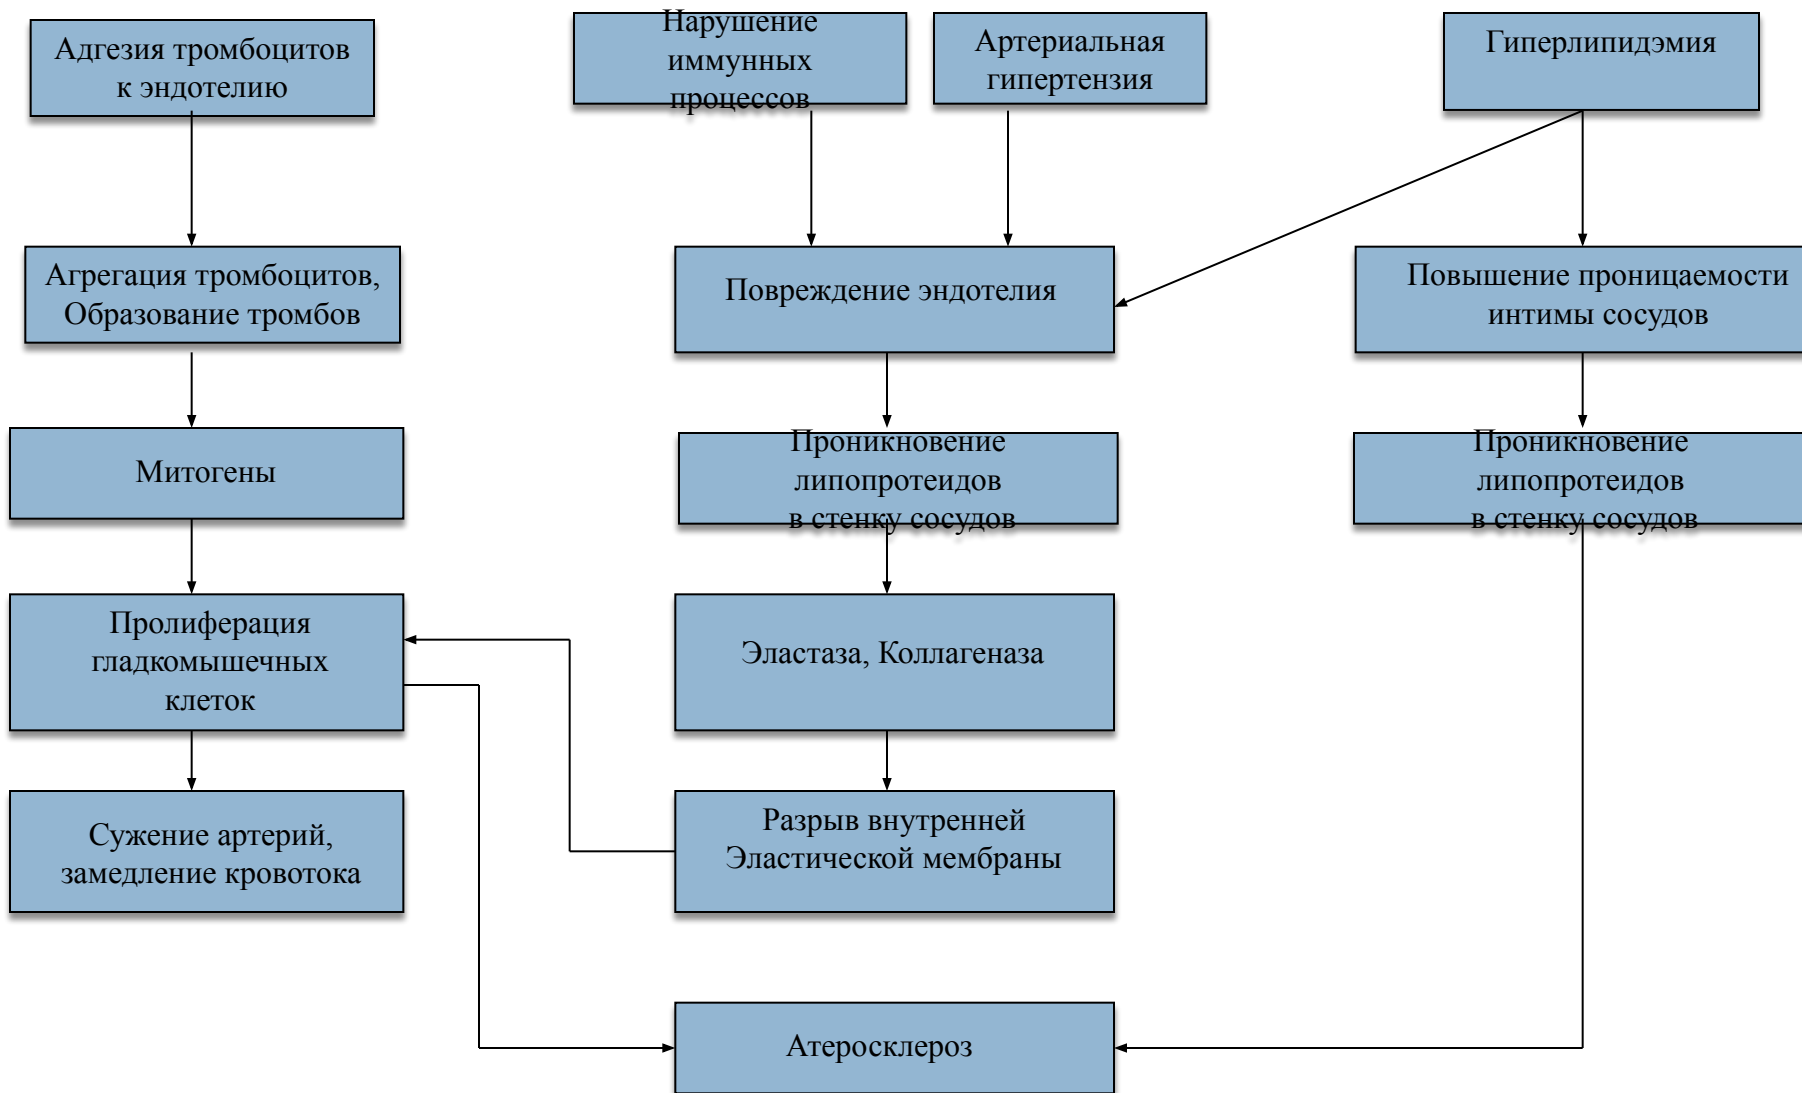 Адгезия тромбоцитов
к эндотелию
Нарушение
иммунных
процессов
Артериальная
гипертензия
Гиперлипидэмия
Агрегация тромбоцитов,
Образование тромбов
Повреждение эндотелия
Повышение проницаемости
интимы сосудов
Митогены
Проникновение
липопротеидов
в стенку сосудов
Проникновение
липопротеидов
в стенку сосудов
Пролиферация
гладкомышечных
клеток
Эластаза, Коллагеназа
Сужение артерий,
замедление кровотока
Разрыв внутренней
Эластической мембраны
Атеросклероз